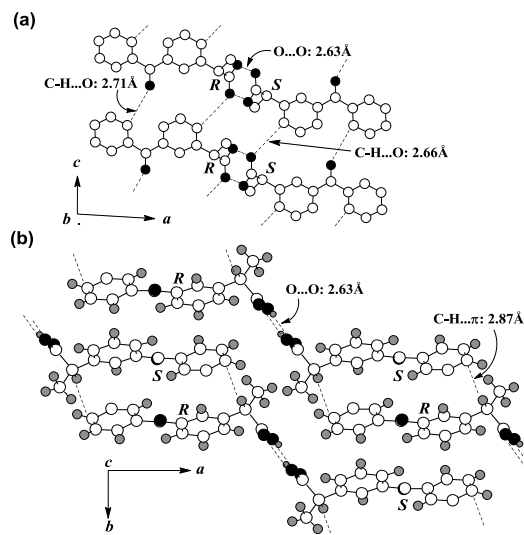 (a)
O...O: 2.63Å
C-H...O: 2.71Å
R
S
C-H...O: 2.66Å
R
S
c
b
a
(b)
R
O...O: 2.63Å
C-H...π: 2.87Å
S
S
R
R
c
a
b
S